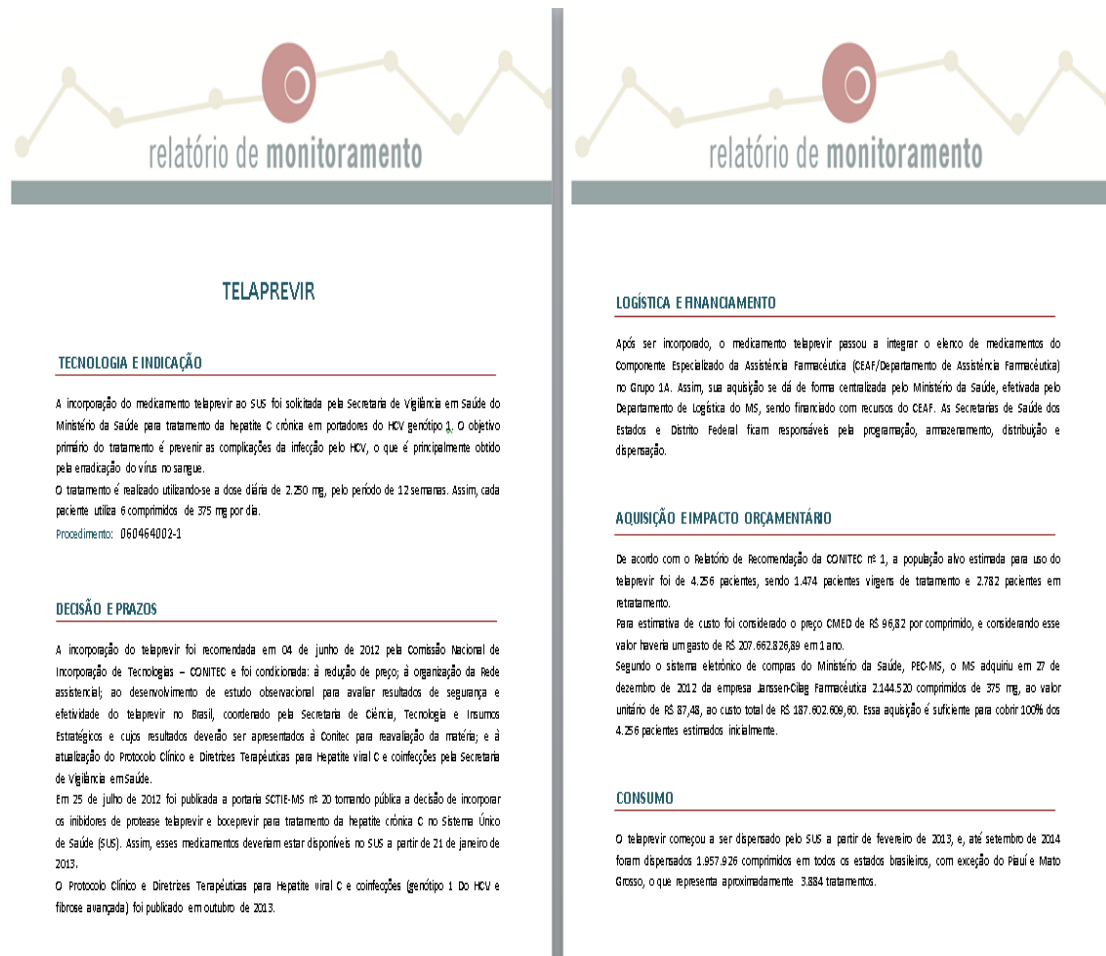 relatório de monitoramento
TELAPREVIR
TECNOLOGIA E INDICAÇÃO
A incorporação do medicamento telaprevir ao SUS foi solicitada pela Secretaria de Vigilância em Saúde do
Ministério da Saúde para tratamento da hepatite C crônica em portadores do HCV genótipo 1. O objetivo
primário do tratamento é prevenir as complicações da infecção pelo HCV, o que é principalmente obtido
pela erradicação do vírus no sangue.
O tratamento é realizado utilizando-se a dose diária de 2.250 mg, pelo período de 12 semanas. Assim, cada
paciente utiliza 6 comprimidos de 375 mg por dia.
Procedimento: 060464002-1
DECISÃO E PRAZOS
A incorporação do telaprevir foi recomendada em 04 de junho de 2012 pela Comissão Nacional de
Incorporação de Tecnologias – CONITEC e foi condicionada: à redução de preço; à organização da Rede
assistencial; ao desenvolvimento de estudo observacional para avaliar resultados de segurança e
efetividade do telaprevir no Brasil, coordenado pela Secretaria de Ciência, Tecnologia e Insumos
Estratégicos e cujos resultados deverão ser apresentados à Conitec para reavaliação da matéria; e à
atualização do Protocolo Clínico e Diretrizes Terapêuticas para Hepatite viral C e coinfecções pela Secretaria
de Vigilância em Saúde.
Em 25 de julho de 2012 foi publicada a portaria SCTIE-MS nº 20 tornando pública a decisão de incorporar
os inibidores de protease telaprevir e boceprevir para tratamento da hepatite crônica C no Sistema Único
de Saúde (SUS). Assim, esses medicamentos deveriam estar disponíveis no SUS a partir de 21 de janeiro de
2013.
O Protocolo Clínico e Diretrizes Terapêuticas para Hepatite viral C e coinfecções (genótipo 1 Do HCV e
fibrose avançada) foi publicado em outubro de 2013.
relatório de monitoramento
LOGÍSTICA E FINANCIAMENTO
Após ser incorporado, o medicamento telaprevir passou a integrar o elenco de medicamentos do
Componente Especializado da Assistência Farmacêutica (CEAF/Departamento de Assistência Farmacêutica)
no Grupo 1A. Assim, sua aquisição se dá de forma centralizada pelo Ministério da Saúde, efetivada pelo
Departamento de Logística do MS, sendo financiado com recursos do CEAF. As Secretarias de Saúde dos
Estados e Distrito Federal ficam responsáveis pela programação, armazenamento, distribuição e
dispensação.
AQUISIÇÃO E IMPACTO ORÇAMENTÁRIO
De acordo com o Relatório de Recomendação da CONITEC nº 1, a população alvo estimada para uso do
telaprevir foi de 4.256 pacientes, sendo 1.474 pacientes virgens de tratamento e 2.782 pacientes em
retratamento.
Para estimativa de custo foi considerado o preço CMED de R$ 96,82 por comprimido, e considerando esse
valor haveria um gasto de R$ 207.662.826,89 em 1 ano.
Segundo o sistema eletrônico de compras do Ministério da Saúde, PEC-MS, o MS adquiriu em 27 de
dezembro de 2012 da empresa Janssen-Cilag Farmacêutica 2.144.520 comprimidos de 375 mg, ao valor
unitário de R$ 87,48, ao custo total de R$ 187.602.609,60. Essa aquisição é suficiente para cobrir 100% dos
4.256 pacientes estimados inicialmente.
CONSUMO
O telaprevir começou a ser dispensado pelo SUS a partir de fevereiro de 2013, e, até setembro de 2014
foram dispensados 1.957.926 comprimidos em todos os estados brasileiros, com exceção do Piauí e Mato
Grosso, o que representa aproximadamente 3.884 tratamentos.